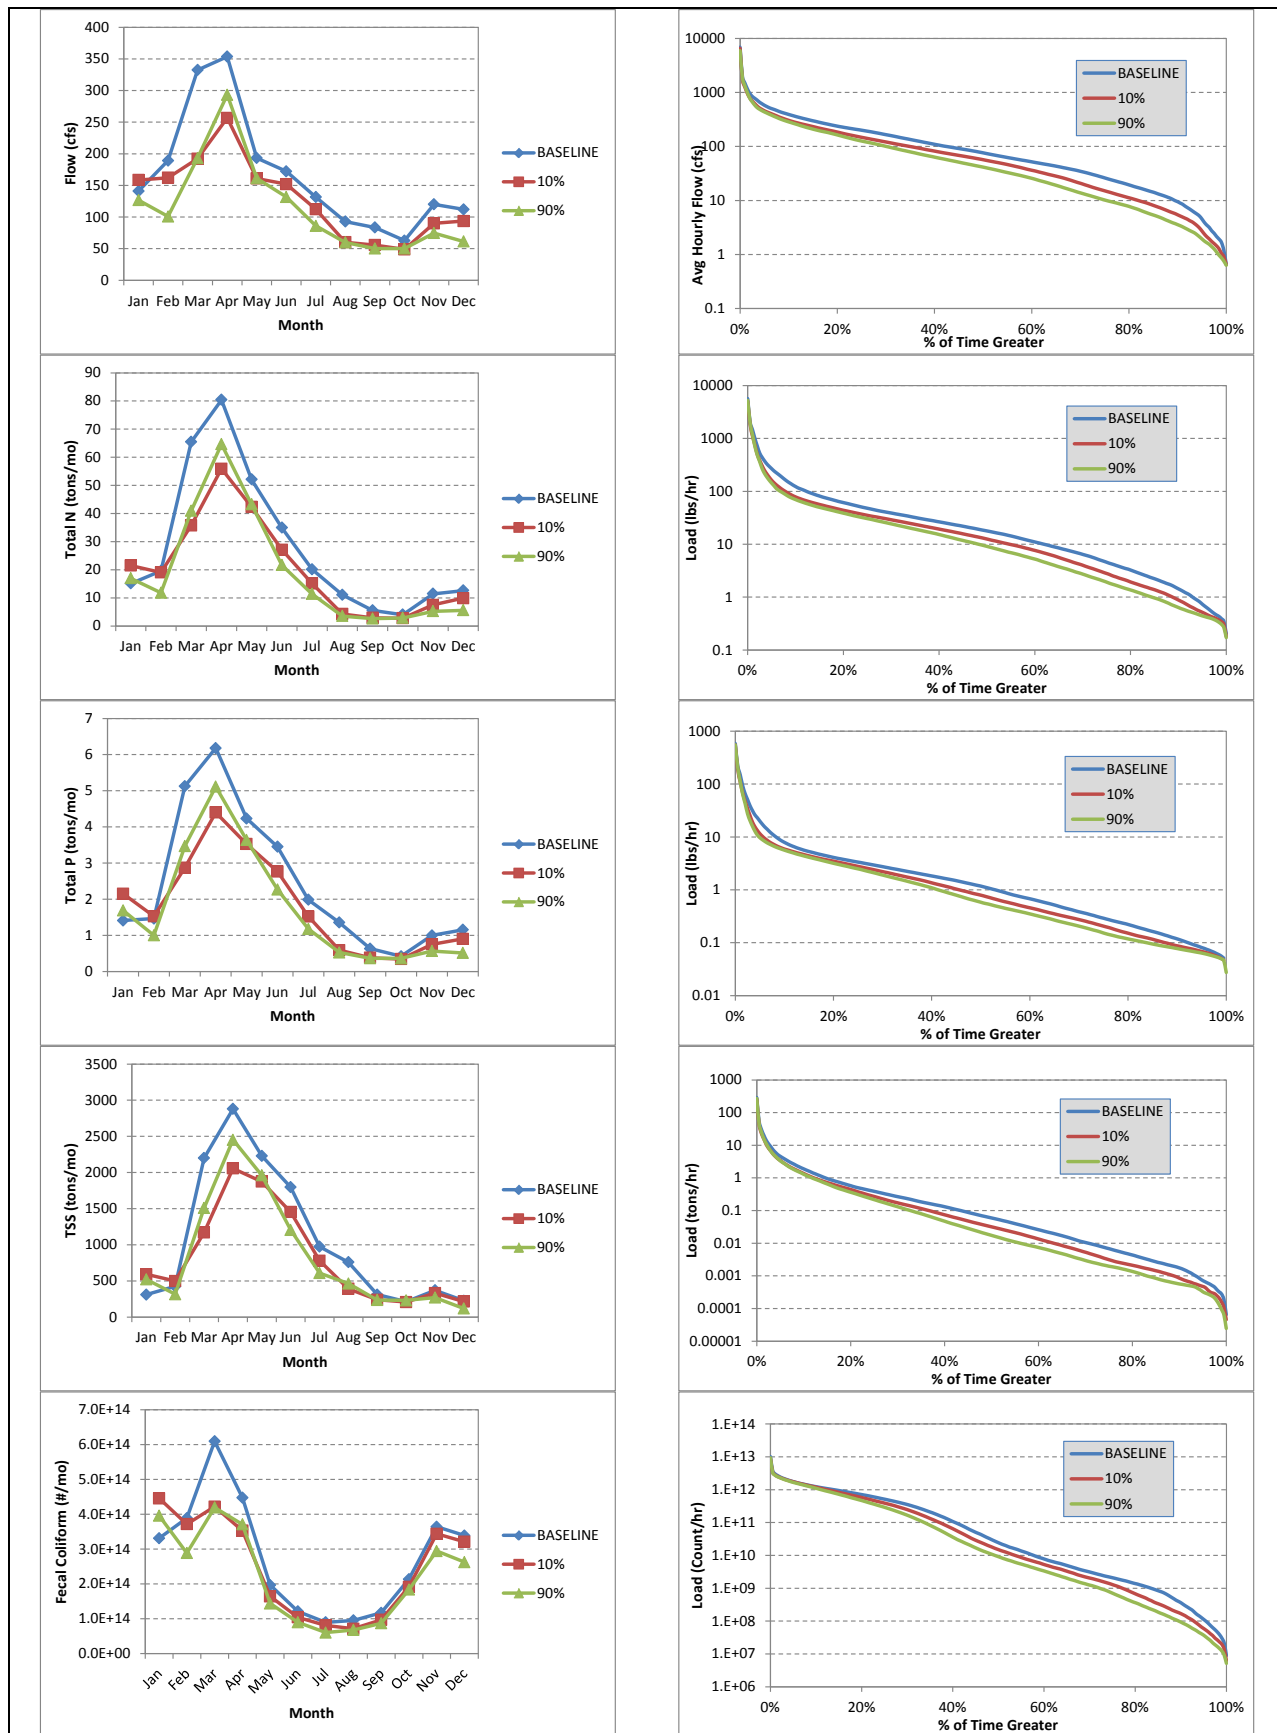 400
350
300
250
200
150
100
50
0
Flow (cfs)
Jan Feb Mar Apr May Jun Jul Aug Sep Oct Nov Dec
Month
BASELINE
10%
90%
10000
1000
100
10
1
0.1
Avg Hourly Flow (cfs)
0% 20% 40% 60% 80% 100%
% of Time Greater
BASELINE
10%
90%
90
80
70
60
50
40
30
20
10
0
Total N (tons/mo)
Jan Feb Mar Apr May Jun Jul Aug Sep Oct Nov Dec
Month
BASELINE
10%
90%
10000
1000
100
10
1
0.1
Load (lbs/hr)
0% 20% 40% 60% 80% 100%
% of Time Greater
BASELINE
10%
90%
7
6
5
4
3
2
1
0
Total P (tons/mo)
Jan Feb Mar Apr May Jun Jul Aug Sep Oct Nov Dec
Month
BASELINE
10%
90%
1000
100
10
1
0.1
0.01
Load (lbs/hr)
0% 20% 40% 60% 80% 100%
% of Time Greater
BASELINE
10%
90%
3500
3000
2500
2000
1500
1000
500
0
TSS (tons/mo)
Jan Feb Mar Apr May Jun Jul Aug Sep Oct Nov Dec
Month
BASELINE
10%
90%
1000
100
10
1
0.1
0.01
0.001
0.0001
0.00001
Load (tons/hr)
0% 20% 40% 60% 80% 100%
% of Time Greater
BASELINE
10%
90%
7.0E+14
6.0E+14
5.0E+14
4.0E+14
3.0E+14
2.0E+14
1.0E+14
0.0E+00
Fecal Coliform (#/mo)
Jan Feb Mar Apr May Jun Jul Aug Sep Oct Nov Dec
Month
BASELINE
10%
90%
1.E+14
1.E+13
1.E+12
1.E+11
1.E+10
1.E+09
1.E+08
1.E+07
1.E+06
Load (Count/hr)
0% 20% 40% 60% 80% 100%
% of Time Greater
BASELINE
10%
90%